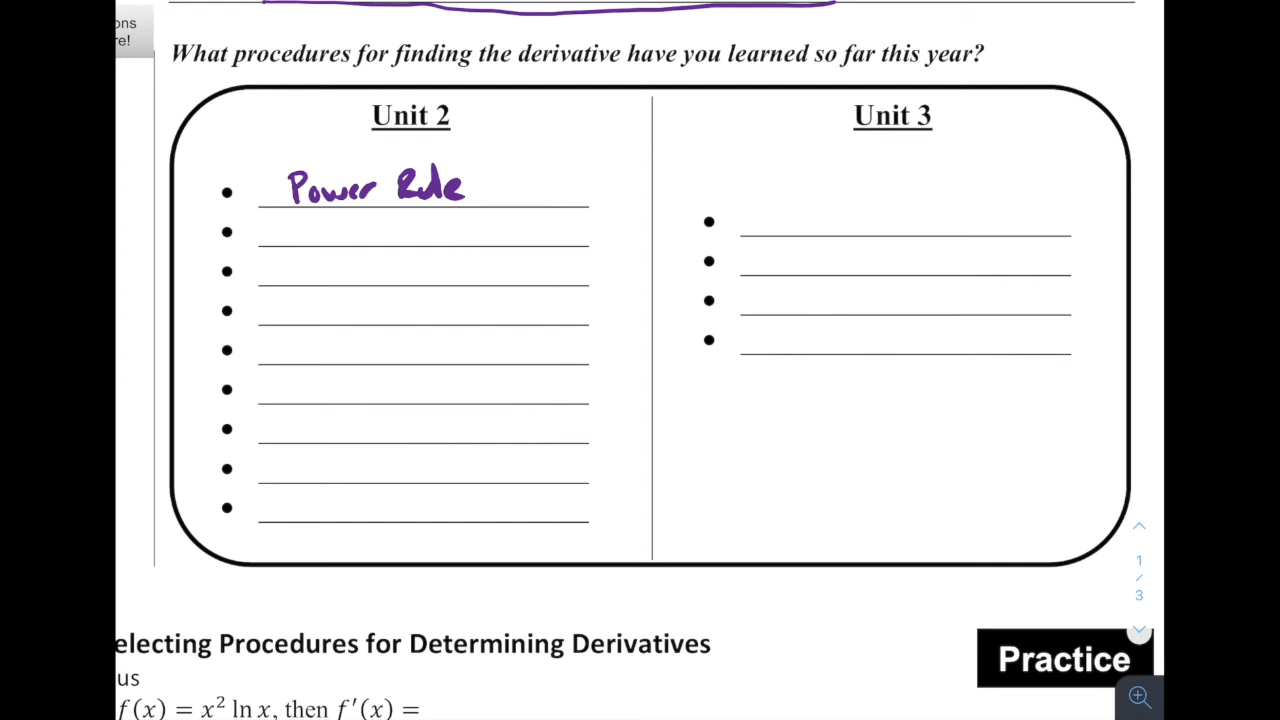 ons
re!
What procedures for finding the derivative have you learned so far this year?
Unit 2
Power Rule
Unit 3
1
/
3
electing Procedures for Determining Derivatives
Practice
us
f(x) = x² ln x, then f′(x) =